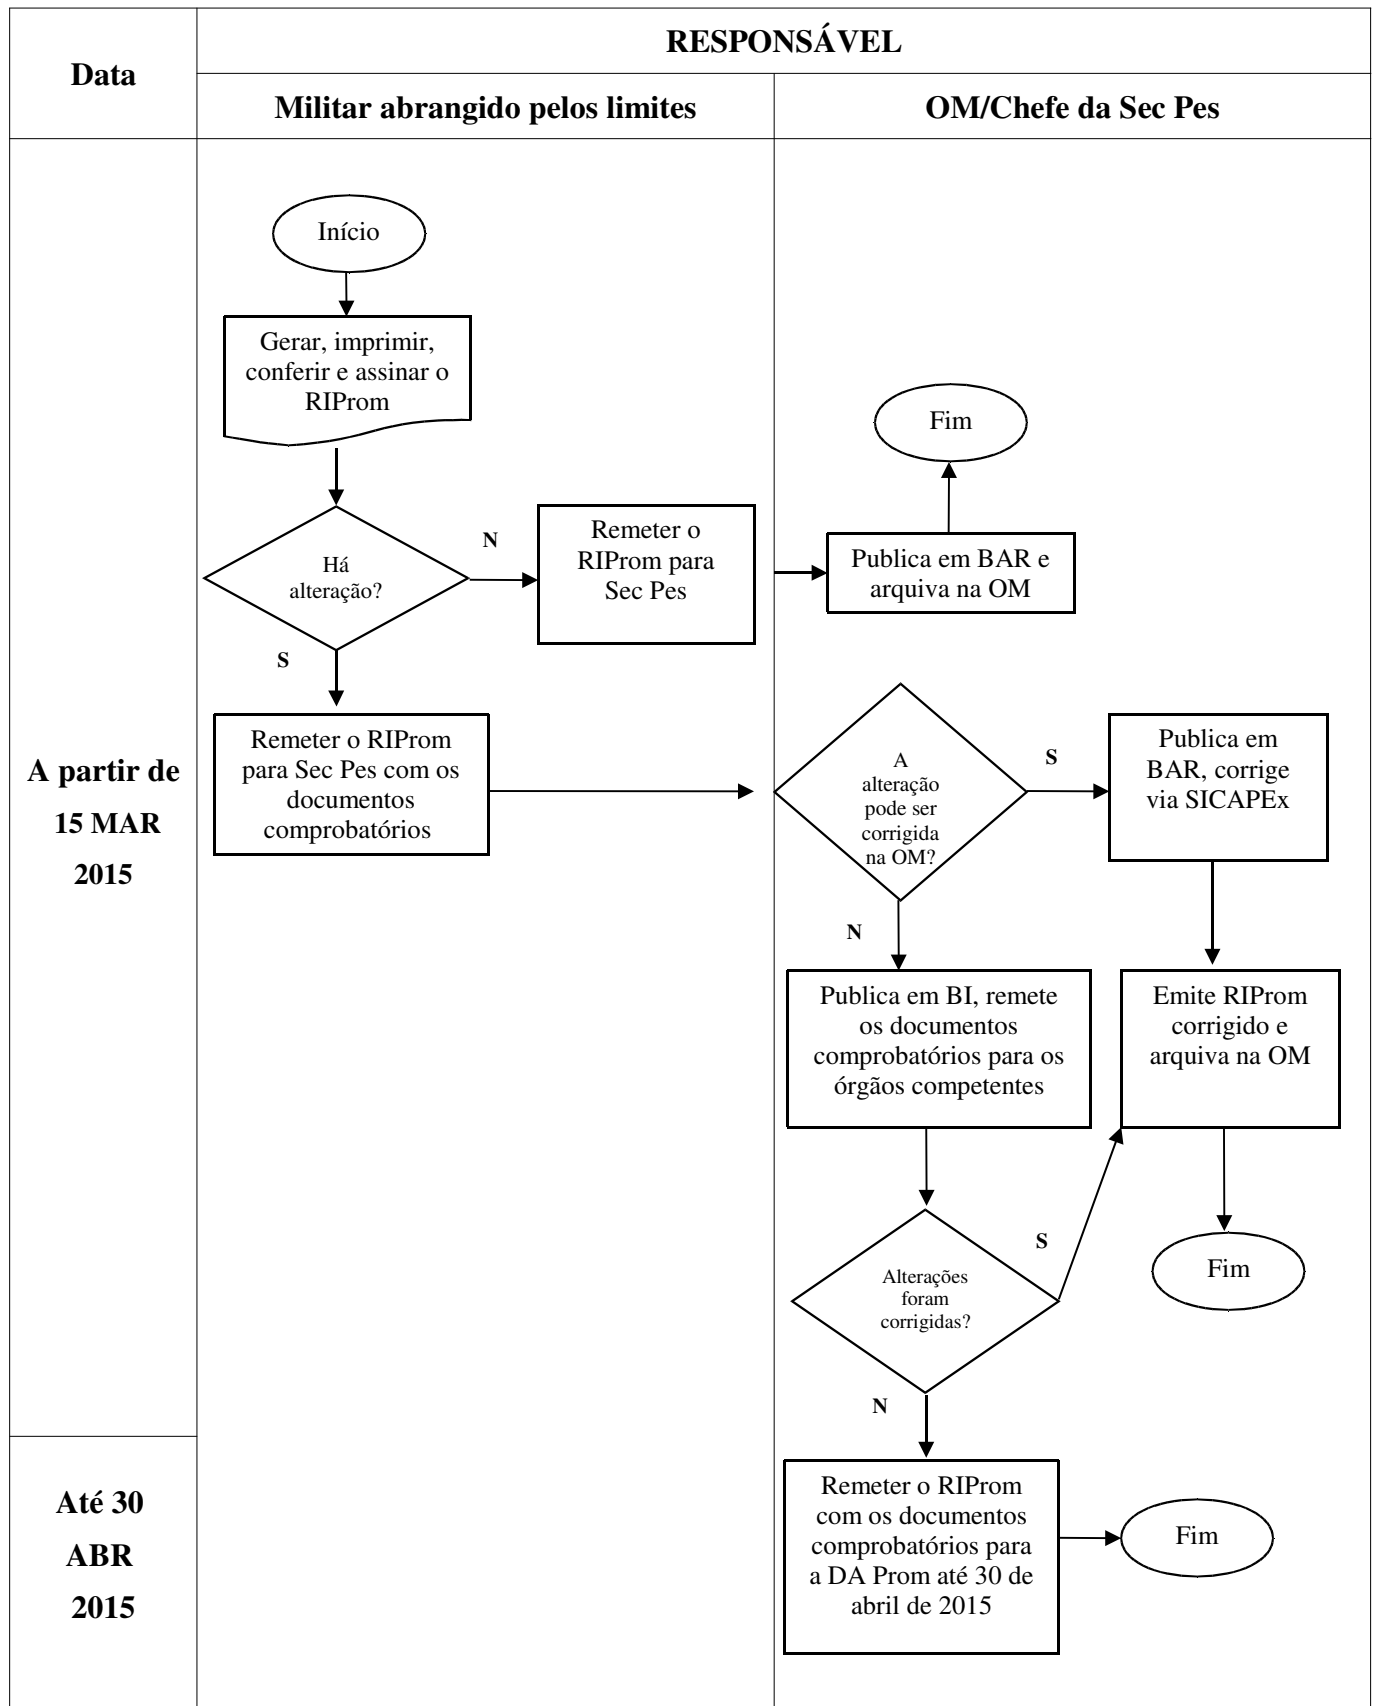 Data
RESPONSÁVEL
Militar abrangido pelos limites
OM/Chefe da Sec Pes
A partir de
15 MAR
2015
Início
Gerar, imprimir,
conferir e assinar o
RIProm
Há
alteração?
N
Remeter o
RIProm para
Sec Pes
Publica em BAR e
arquiva na OM
Fim
S
Remeter o RIProm
para Sec Pes com os
documentos
comprobatórios
A
alteração
pode ser
corrigida
na OM?
S
Publica em
BAR, corrige
via SICAPEx
N
Publica em BI, remete
os documentos
comprobatórios para os
órgãos competentes
Emite RIProm
corrigido e
arquiva na OM
Alterações
foram
corrigidas?
S
Fim
N
Até 30
ABR
2015
Remeter o RIProm
com os documentos
comprobatórios para
a DA Prom até 30 de
abril de 2015
Fim